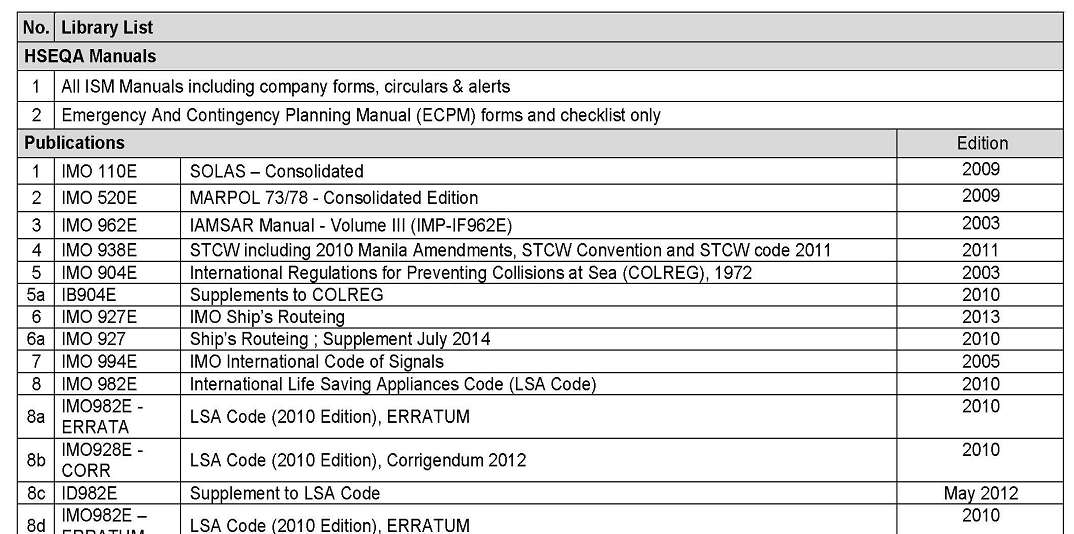 No. Library List
HSEQA Manuals
1 All ISM Manuals including company forms, circulars & alerts
2 Emergency And Contingency Planning Manual (ECPM) forms and checklist only
Publications Edition
1 IMO 110E SOLAS – Consolidated 2009
2 IMO 520E MARPOL 73/78 - Consolidated Edition 2009
3 IMO 962E IAMSAR Manual - Volume III (IMP-IF962E) 2003
4 IMO 938E STCW including 2010 Manila Amendments, STCW Convention and STCW code 2011 2011
5 IMO 904E International Regulations for Preventing Collisions at Sea (COLREG), 1972 2003
5a IB904E Supplements to COLREG 2010
6 IMO 927E IMO Ship's Routeing 2013
6a IMO 927 Ship's Routeing ; Supplement July 2014 2010
7 IMO 994E IMO International Code of Signals 2005
8 IMO 982E International Life Saving Appliances Code (LSA Code) 2010
8a IMO982E - ERRATA LSA Code (2010 Edition), ERRATUM 2010
8b IMO928E - CORR LSA Code (2010 Edition), Corrigendum 2012 2010
8c ID982E Supplement to LSA Code May 2012
8d IMO982E – ERRATUM LSA Code (2010 Edition), ERRATUM 2010